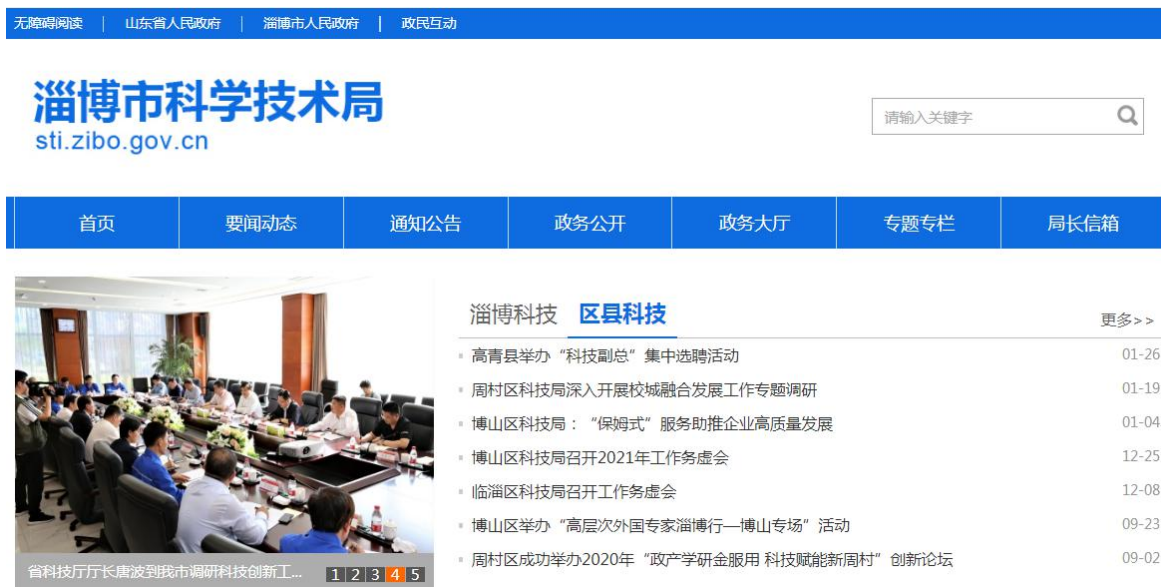 无障碍阅读 | 山东省人民政府 | 淄博市人民政府 | 政民互动
淄博市科学技术局
sti.zibo.gov.cn
请输入关键字
首页 要闻动态 通知公告 政务公开 政务大厅 专题专栏 局长信箱
淄博科技 区县科技 更多>>
高青县举办“科技副总”集中选聘活动 01-26
周村区科技局深入开展校城融合发展工作专题调研 01-19
博山区科技局：“保姆式”服务助推企业高质量发展 01-04
博山区科技局召开2021年工作务虚会 12-25
临淄区科技局召开工作务虚会 12-08
博山区举办“高层次外国专家淄博行—博山专场”活动 09-23
周村区成功举办2020年“政产学研金服用 科技赋能新周村”创新论坛 09-02
省科技厅厅长唐波到我市调研科技创新工... 1 2 3 4 5